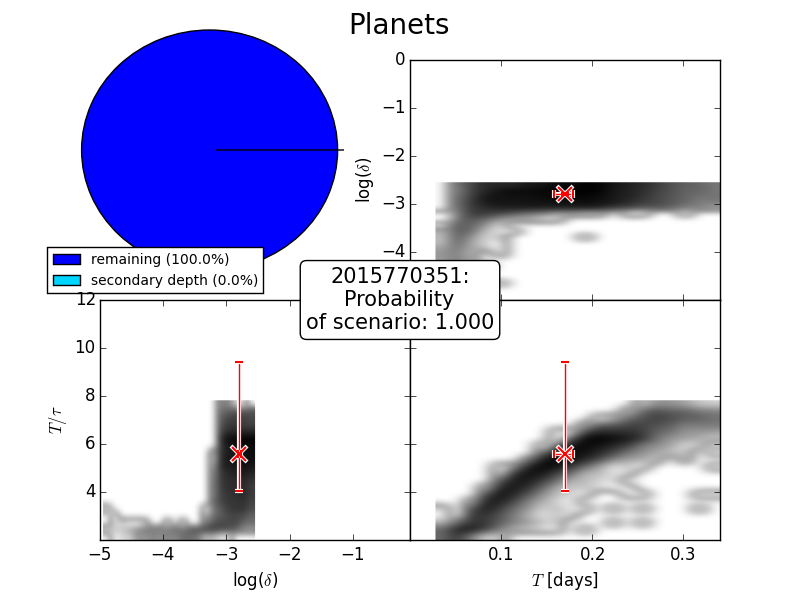 Planets
remaining (100.0%)
secondary depth (0.0%)
0
−1
−2
−3
−4
log(δ)
2015770351:
Probability
of scenario: 1.000
12
10
8
6
4
T/τ
−5
−4
−3
−2
−1
log(δ)
0.1
0.2
0.3
T [days]